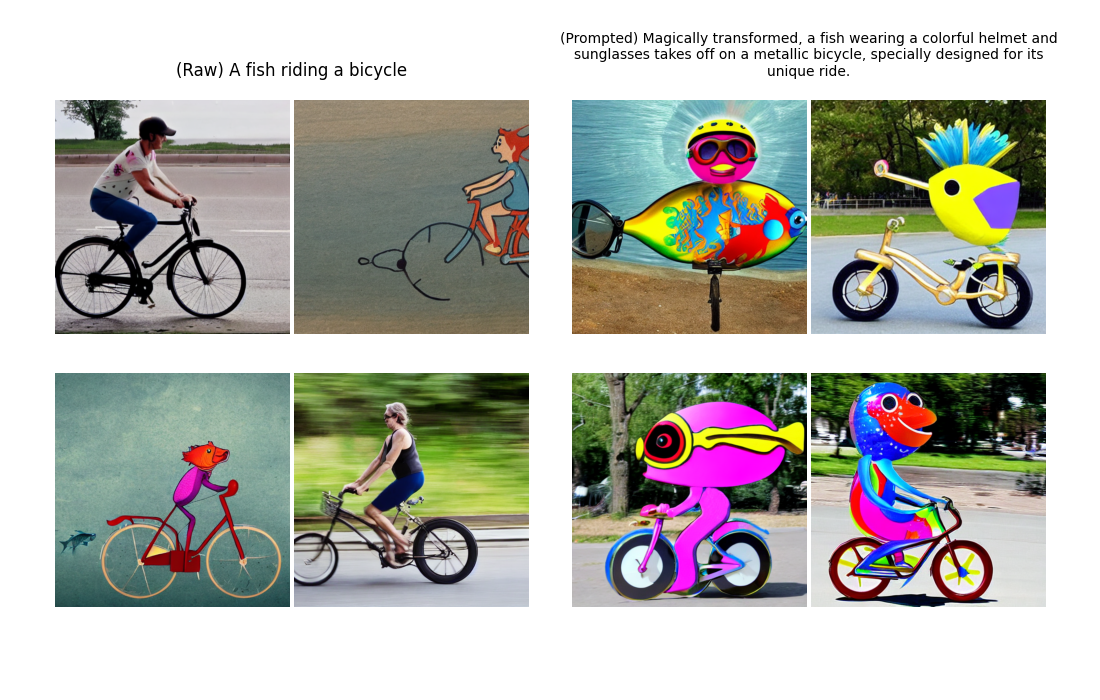 (Raw) A fish riding a bicycle
(Prompted) Magically transformed, a fish wearing a colorful helmet and
sunglasses takes off on a metallic bicycle, specially designed for its
unique ride.